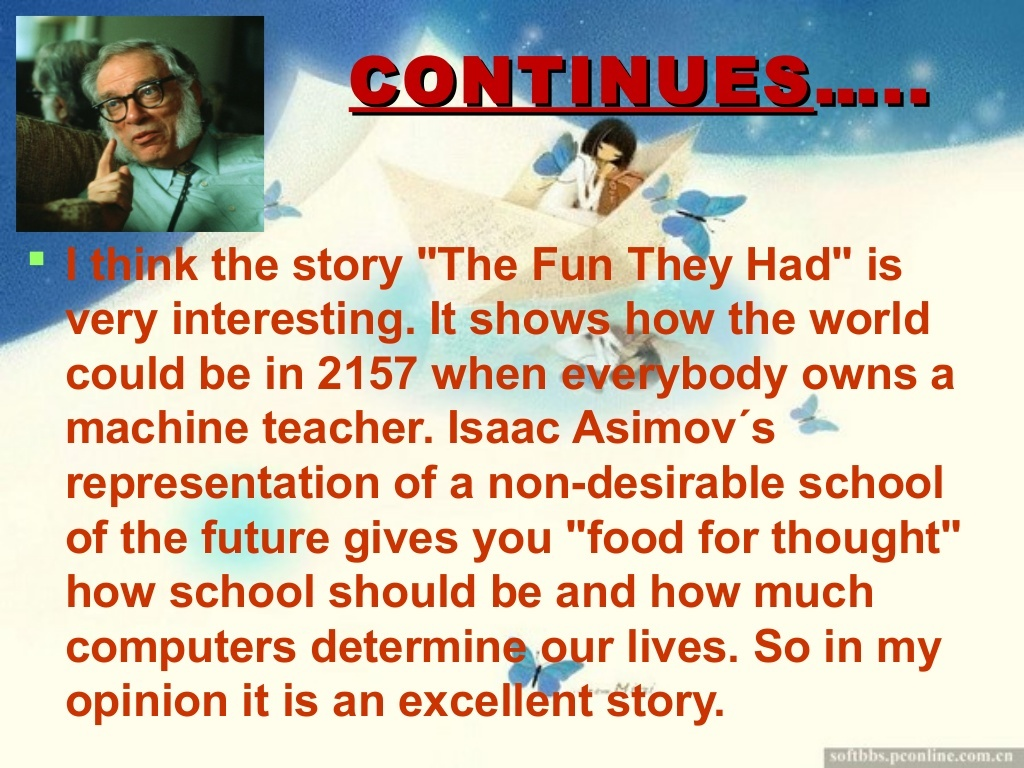 CONTINUES…..
I think the story "The Fun They Had" is
very interesting. It shows how the world
could be in 2157 when everybody owns a
machine teacher. Isaac Asimov´s
representation of a non-desirable school
of the future gives you "food for thought"
how school should be and how much
computers determine our lives. So in my
opinion it is an excellent story.
softbbs.pconline.com.cn